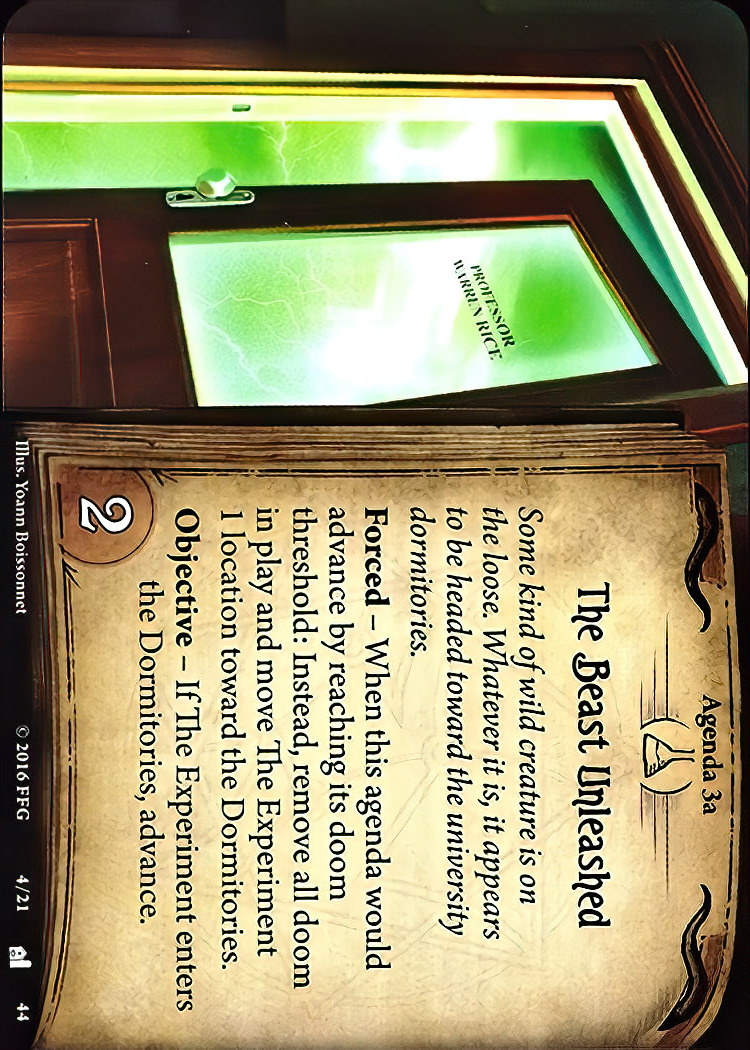 PROFESSOR
WARREN RICE
Agenda 3a
The Beast Unleashed
Some kind of wild creature is on
the loose. Whatever it is, it appears
to be headed toward the university
dormitories.
Forced – When this agenda would
advance by reaching its doom
threshold: Instead, remove all doom
in play and move The Experiment
1 location toward the Dormitories.
Objective – If The Experiment enters
the Dormitories, advance.
2
Illus. Yoann Boissonnet
© 2016 FFG
4/21
44